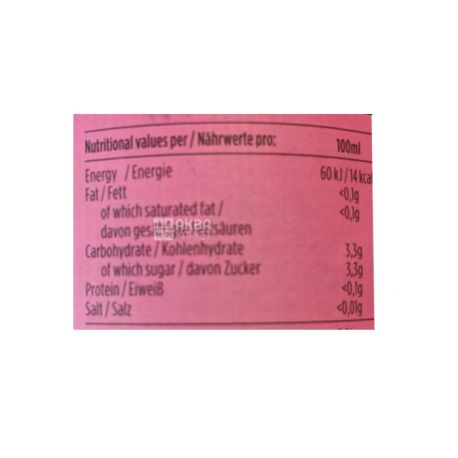 Nutritional values per / Nährwerte pro: 100ml
Energy / Energie 60 kJ / 14 kcal
Fat / Fett <0,1g
of which saturated fat / <0,1g
davon gesättigte Fettsäuren
Carbohydrate / Kohlenhydrate 3,3g
of which sugar / davon Zucker 3,3g
Protein / Eiweiß <0,1g
Salt / Salz <0,01g